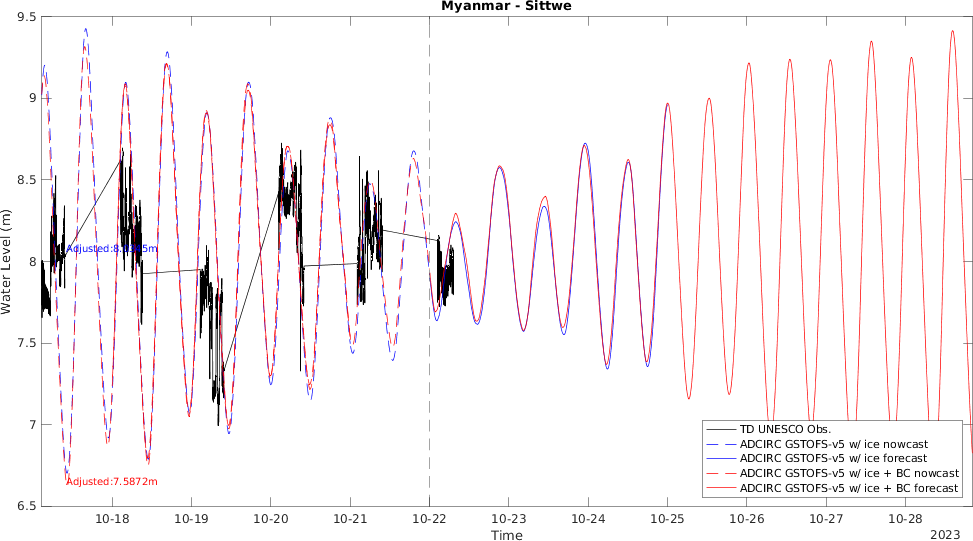 Myanmar - Sittwe
9.5
9
8.5
8
7.5
7
6.5
Water Level (m)
Adjusted:7.5872m
TD UNESCO Obs.
ADCIRC GSTOFS-v5 w/ ice nowcast
ADCIRC GSTOFS-v5 w/ ice forecast
ADCIRC GSTOFS-v5 w/ ice + BC nowcast
ADCIRC GSTOFS-v5 w/ ice + BC forecast
10-18 10-19 10-20 10-21 10-22 10-23 10-24 10-25 10-26 10-27 10-28
Time
2023